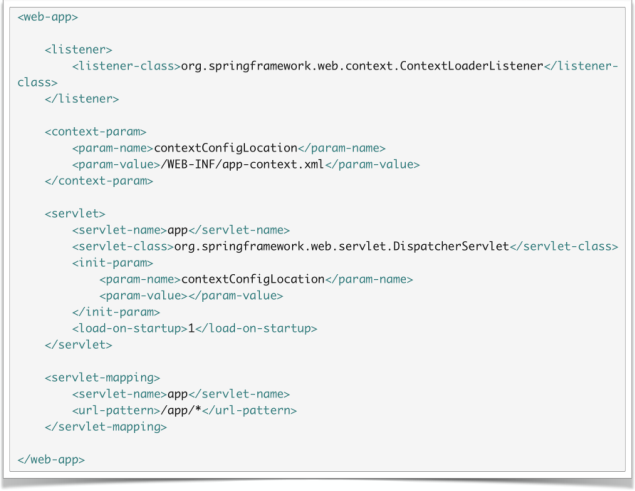 <web-app>
<listener>
<listener-class>org.springframework.web.context.ContextLoaderListener</listener-
class>
</listener>
<context-param>
<param-name>contextConfigLocation</param-name>
<param-value>/WEB-INF/app-context.xml</param-value>
</context-param>
<servlet>
<servlet-name>app</servlet-name>
<servlet-class>org.springframework.web.servlet.DispatcherServlet</servlet-class>
<init-param>
<param-name>contextConfigLocation</param-name>
<param-value></param-value>
</init-param>
<load-on-startup>1</load-on-startup>
</servlet>
<servlet-mapping>
<servlet-name>app</servlet-name>
<url-pattern>/app/*</url-pattern>
</servlet-mapping>
</web-app>